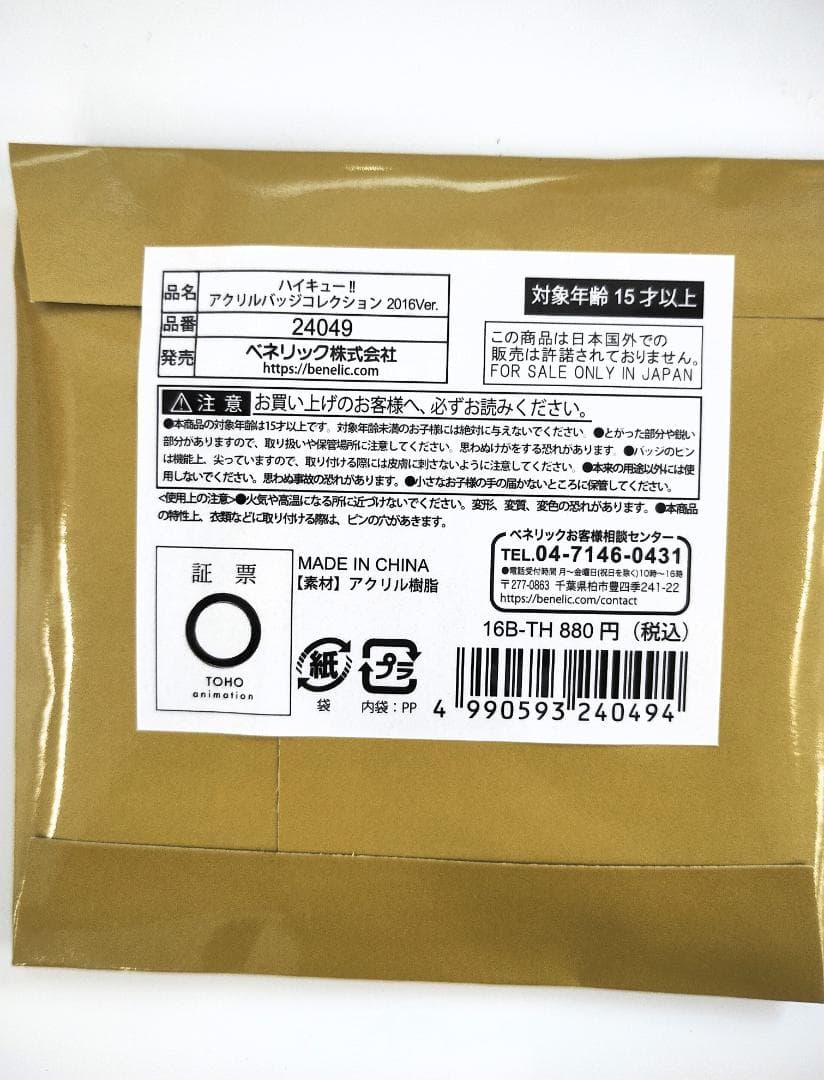 品名 ハイキュー!!
アクリルバッジコレクション 2016Ver.
品番 24049
発売 ベネリック株式会社
https://benelic.com
対象年齢 15 才以上
この商品は日本国外での
販売は許諾されておりません。
FOR SALE ONLY IN JAPAN
注 意 お買い上げのお客様へ、必ずお読みください。
●本商品の対象年齢は15才以上です。対象年齢未満のお子様には絶対に与えないでください。●とがった部分や鋭い
部分がありますので、取り扱いや保管場所に注意してください。思わぬけがをする恐れがあります。●バッジのピン
は機能上、尖っていますので、取り付ける際には皮膚に刺さないように注意してください。●本来の用途以外には使
用しないでください。思わぬ事故の恐れがあります。●小さなお子様の手の届かないところに保管してください。
<使用上の注意>●火気や高温になる所に近づけないでください。変形、変質、変色の恐れがあります。●本商品
の特性上、衣類などに取り付ける際は、ピンの穴があきます。
証 票
TOHO
animation
MADE IN CHINA
【素材】アクリル樹脂
ベネリックお客様相談センター
TEL.04-7146-0431
●電話受付時間 月〜金曜日(祝日を除く)10時〜16時
〒277-0863 千葉県柏市豊四季241-22
https://benelic.com/contact
紙
袋
プラ
内袋：PP
16B-TH 880円（税込）
4 990593 240494